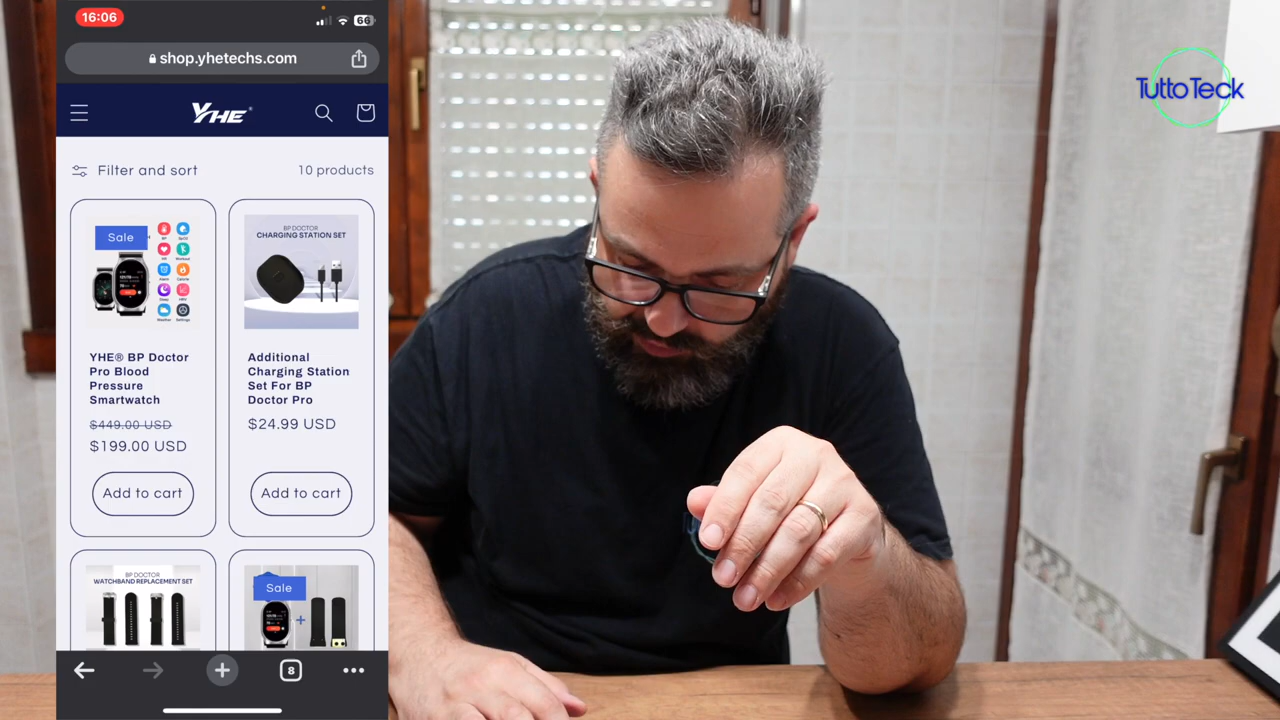 16:06
66
shop.yhetechs.com
YHE®
Filter and sort
10 products
Sale
BP DOCTOR
CHARGING STATION SET
YHE® BP Doctor
Pro Blood
Pressure
Smartwatch
$449.00 USD
$199.00 USD
Add to cart
Additional
Charging Station
Set For BP
Doctor Pro
$24.99 USD
Add to cart
BP DOCTOR
WATCHBAND REPLACEMENT SET
Sale
8
TuttoTeck